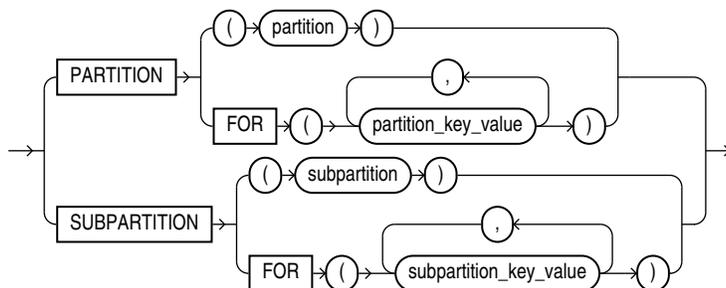 ( partition )
PARTITION
,
FOR ( partition_key_value )
( subpartition )
SUBPARTITION
,
FOR ( subpartition_key_value )